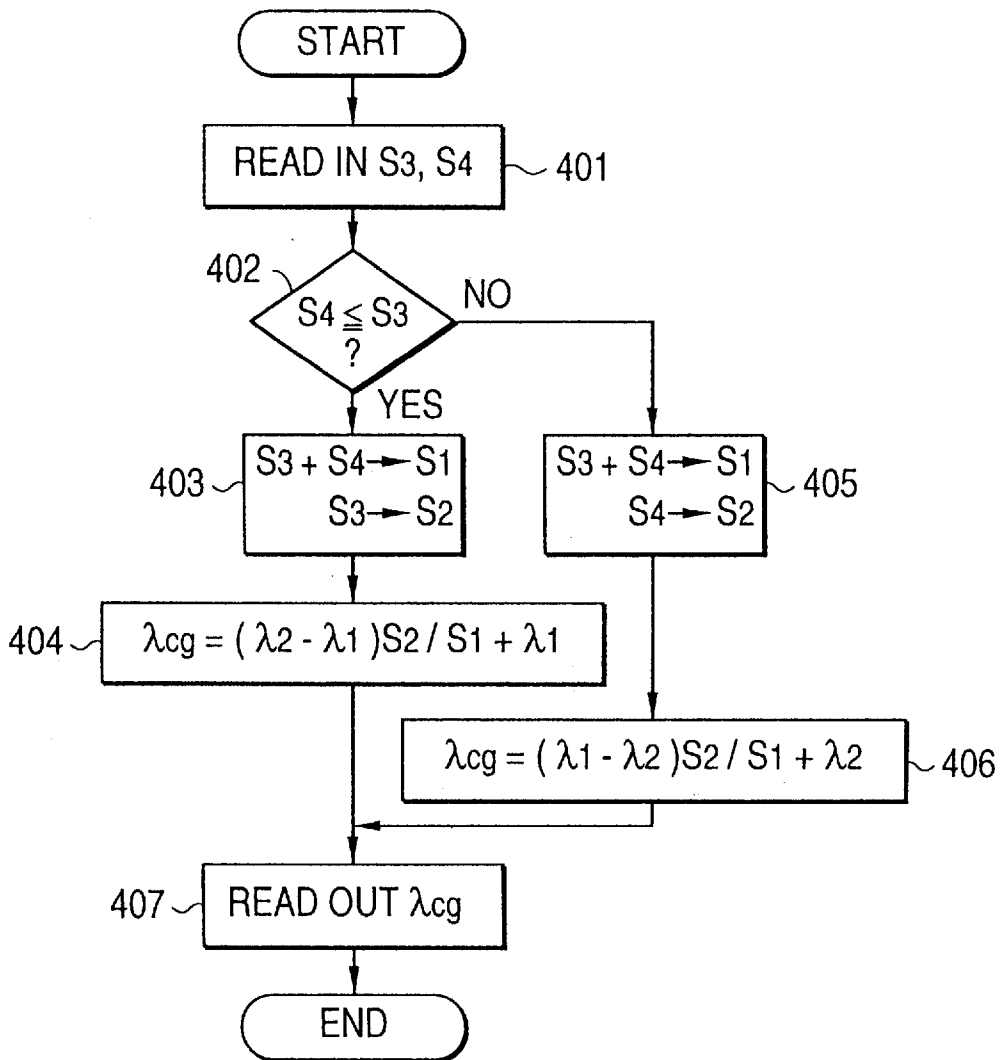 START
READ IN S3, S4
401
402
S4 ≦ S3
?
NO
YES
403
S3 + S4 → S1
S3 → S2
S3 + S4 → S1
S4 → S2
405
404
λcg = ( λ2 - λ1 )S2 / S1 + λ1
λcg = ( λ1 - λ2 )S2 / S1 + λ2
406
407
READ OUT λcg
END